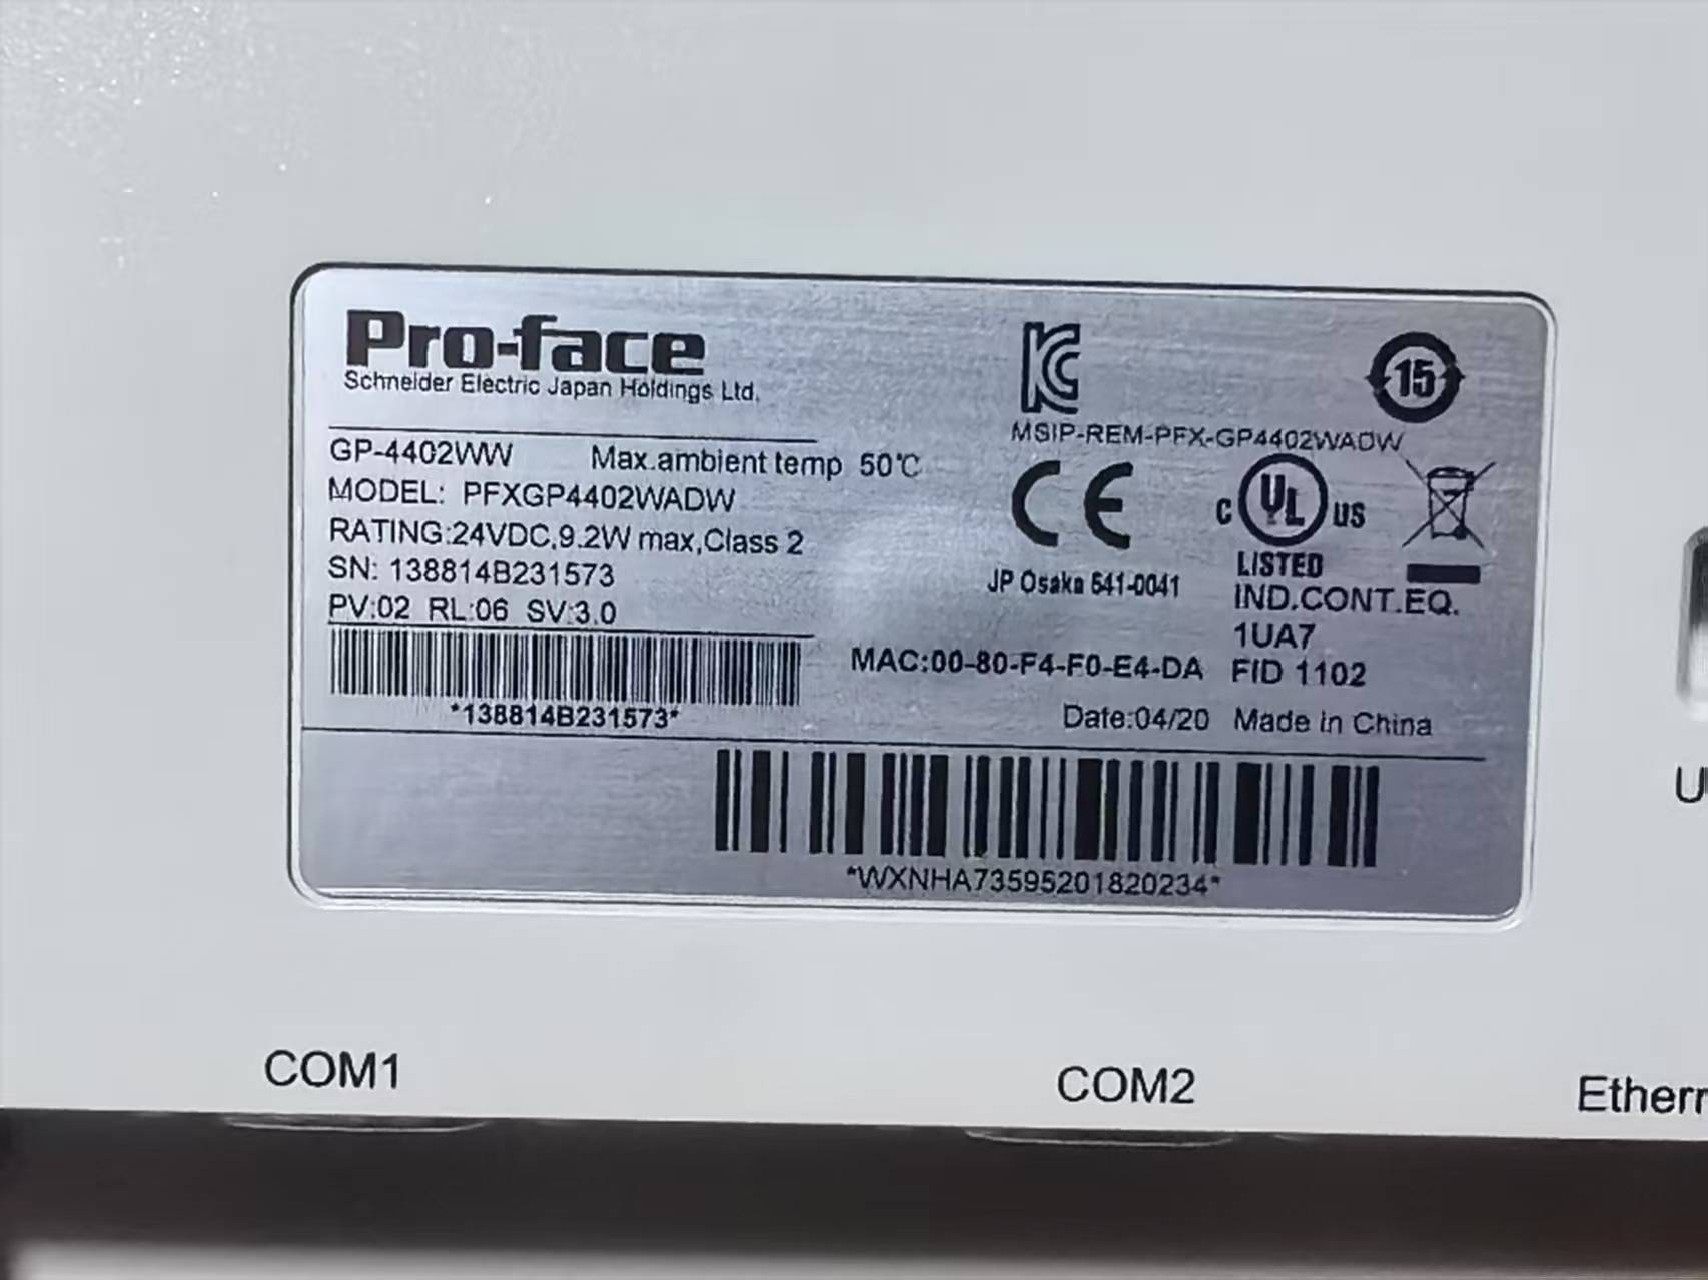 Pro-face
Schneider Electric Japan Holdings Ltd.
GP-4402WW Max.ambient temp 50℃
MODEL: PFXGP4402WADW
RATING:24VDC,9.2W max,Class 2
SN: 138814B231573
PV:02 RL:06 SV:3.0
*138814B231573*
15
MSIP-REM-PFX-GP4402WADW
CE
C UL US
LISTED
JP Osaka 541-0041
IND.CONT.EQ.
1UA7
MAC:00-80-F4-F0-E4-DA FID 1102
Date:04/20 Made in China
*WXNHA73595201820234*
COM1
COM2